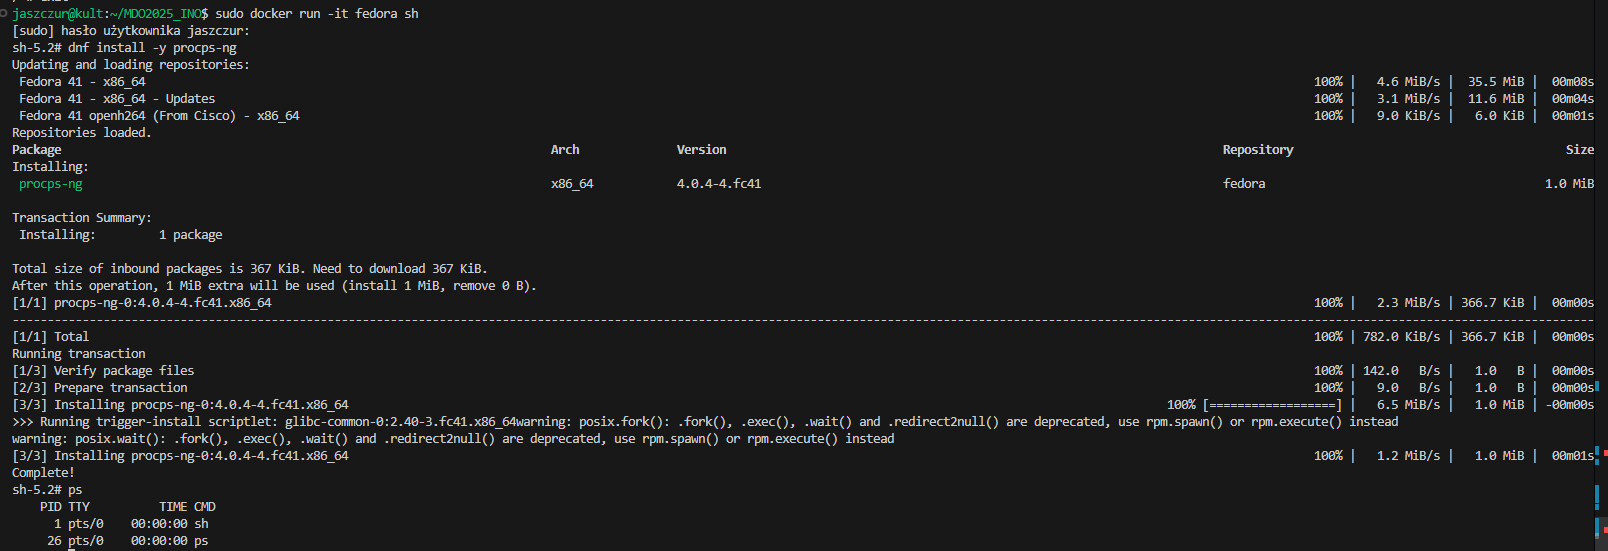 jaszczur@kult:~/MDO2025_INO$ sudo docker run -it fedora sh
[sudo] hasło użytkownika jaszczur:
sh-5.2# dnf install -y procps-ng
Updating and loading repositories:
Fedora 41 - x86_64 100% | 4.6 MiB/s | 35.5 MiB | 00m08s
Fedora 41 - x86_64 - Updates 100% | 3.1 MiB/s | 11.6 MiB | 00m04s
Fedora 41 openh264 (From Cisco) - x86_64 100% | 9.0 KiB/s | 6.0 KiB | 00m01s
Repositories loaded.
Package Arch Version Repository Size
Installing:
procps-ng x86_64 4.0.4-4.fc41 fedora 1.0 MiB
Transaction Summary:
Installing: 1 package
Total size of inbound packages is 367 KiB. Need to download 367 KiB.
After this operation, 1 MiB extra will be used (install 1 MiB, remove 0 B).
[1/1] procps-ng-0:4.0.4-4.fc41.x86_64 100% | 2.3 MiB/s | 366.7 KiB | 00m00s
[1/1] Total 100% | 782.0 KiB/s | 366.7 KiB | 00m00s
Running transaction
[1/3] Verify package files 100% | 142.0 B/s | 1.0 B | 00m00s
[2/3] Prepare transaction 100% | 9.0 B/s | 1.0 B | 00m00s
[3/3] Installing procps-ng-0:4.0.4-4.fc41.x86_64 100% [==================] | 6.5 MiB/s | 1.0 MiB | -00m00s
>>> Running trigger-install scriptlet: glibc-common-0:2.40-3.fc41.x86_64warning: posix.fork(): .fork(), .exec(), .wait() and .redirect2null() are deprecated, use rpm.spawn() or rpm.execute() instead
warning: posix.wait(): .fork(), .exec(), .wait() and .redirect2null() are deprecated, use rpm.spawn() or rpm.execute() instead
[3/3] Installing procps-ng-0:4.0.4-4.fc41.x86_64 100% | 1.2 MiB/s | 1.0 MiB | 00m01s
Complete!
sh-5.2# ps
PID TTY TIME CMD
1 pts/0 00:00:00 sh
26 pts/0 00:00:00 ps